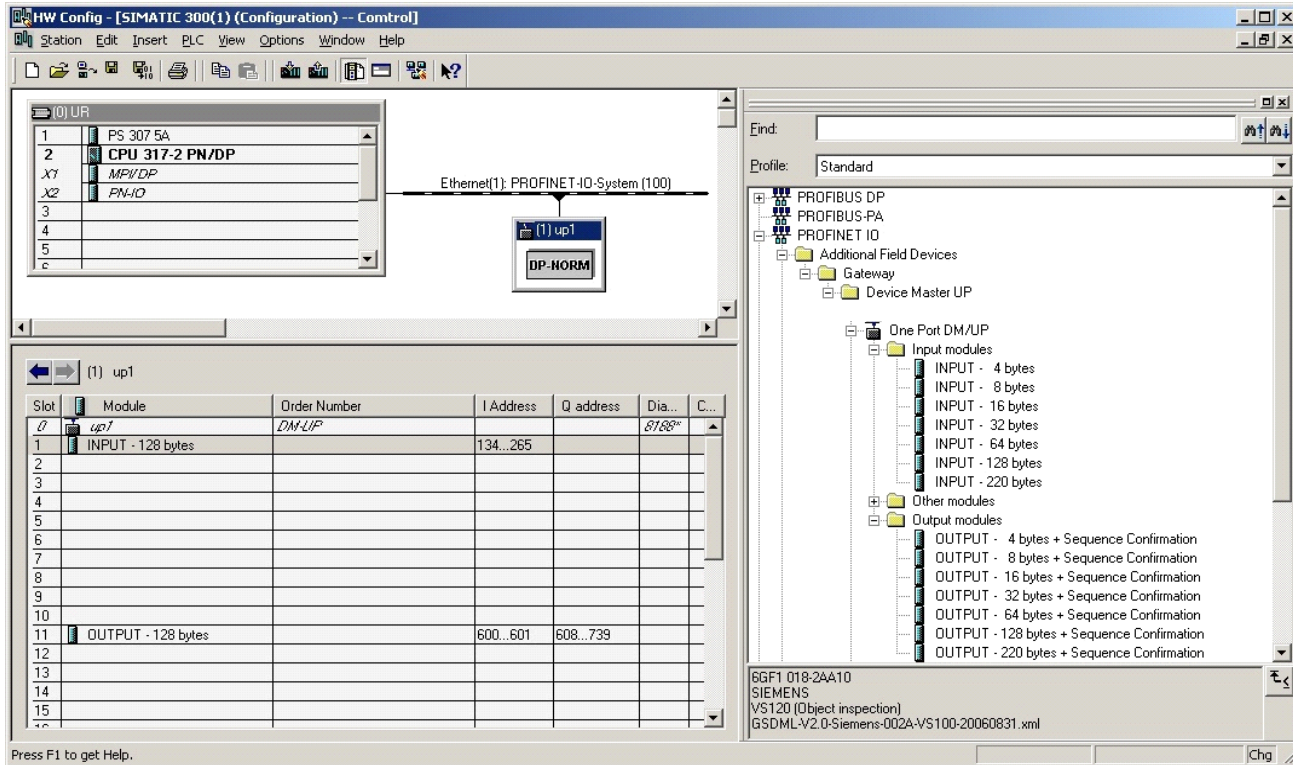 HW Config - [SIMATIC 300(1) (Configuration) -- Comtrol]
Station Edit Insert PLC View Options Window Help
(0) UR
1 PS 307 5A
2 CPU 317-2 PN/DP
X1 MPI/DP
X2 PN-IO
3
4
5
Ethernet(1): PROFINET-IO-System (100)
(1) up1
DP-NORM
(1) up1
Slot Module Order Number I Address Q address Dia... C...
0 up1 DM-UP 8188*
1 INPUT - 128 bytes 134...265
2
3
4
5
6
7
8
9
10
11 OUTPUT - 128 bytes 600...601 608...739
12
13
14
15
Find:
Profile: Standard
PROFIBUS DP
PROFIBUS-PA
PROFINET IO
Additional Field Devices
Gateway
Device Master UP
One Port DM/UP
Input modules
INPUT - 4 bytes
INPUT - 8 bytes
INPUT - 16 bytes
INPUT - 32 bytes
INPUT - 64 bytes
INPUT - 128 bytes
INPUT - 220 bytes
Other modules
Output modules
OUTPUT - 4 bytes + Sequence Confirmation
OUTPUT - 8 bytes + Sequence Confirmation
OUTPUT - 16 bytes + Sequence Confirmation
OUTPUT - 32 bytes + Sequence Confirmation
OUTPUT - 64 bytes + Sequence Confirmation
OUTPUT - 128 bytes + Sequence Confirmation
OUTPUT - 220 bytes + Sequence Confirmation
6GF1 018-2AA10
SIEMENS
VS120 (Object inspection)
GSDML-V2.0-Siemens-002A-VS100-20060831.xml
Press F1 to get Help.
Chg